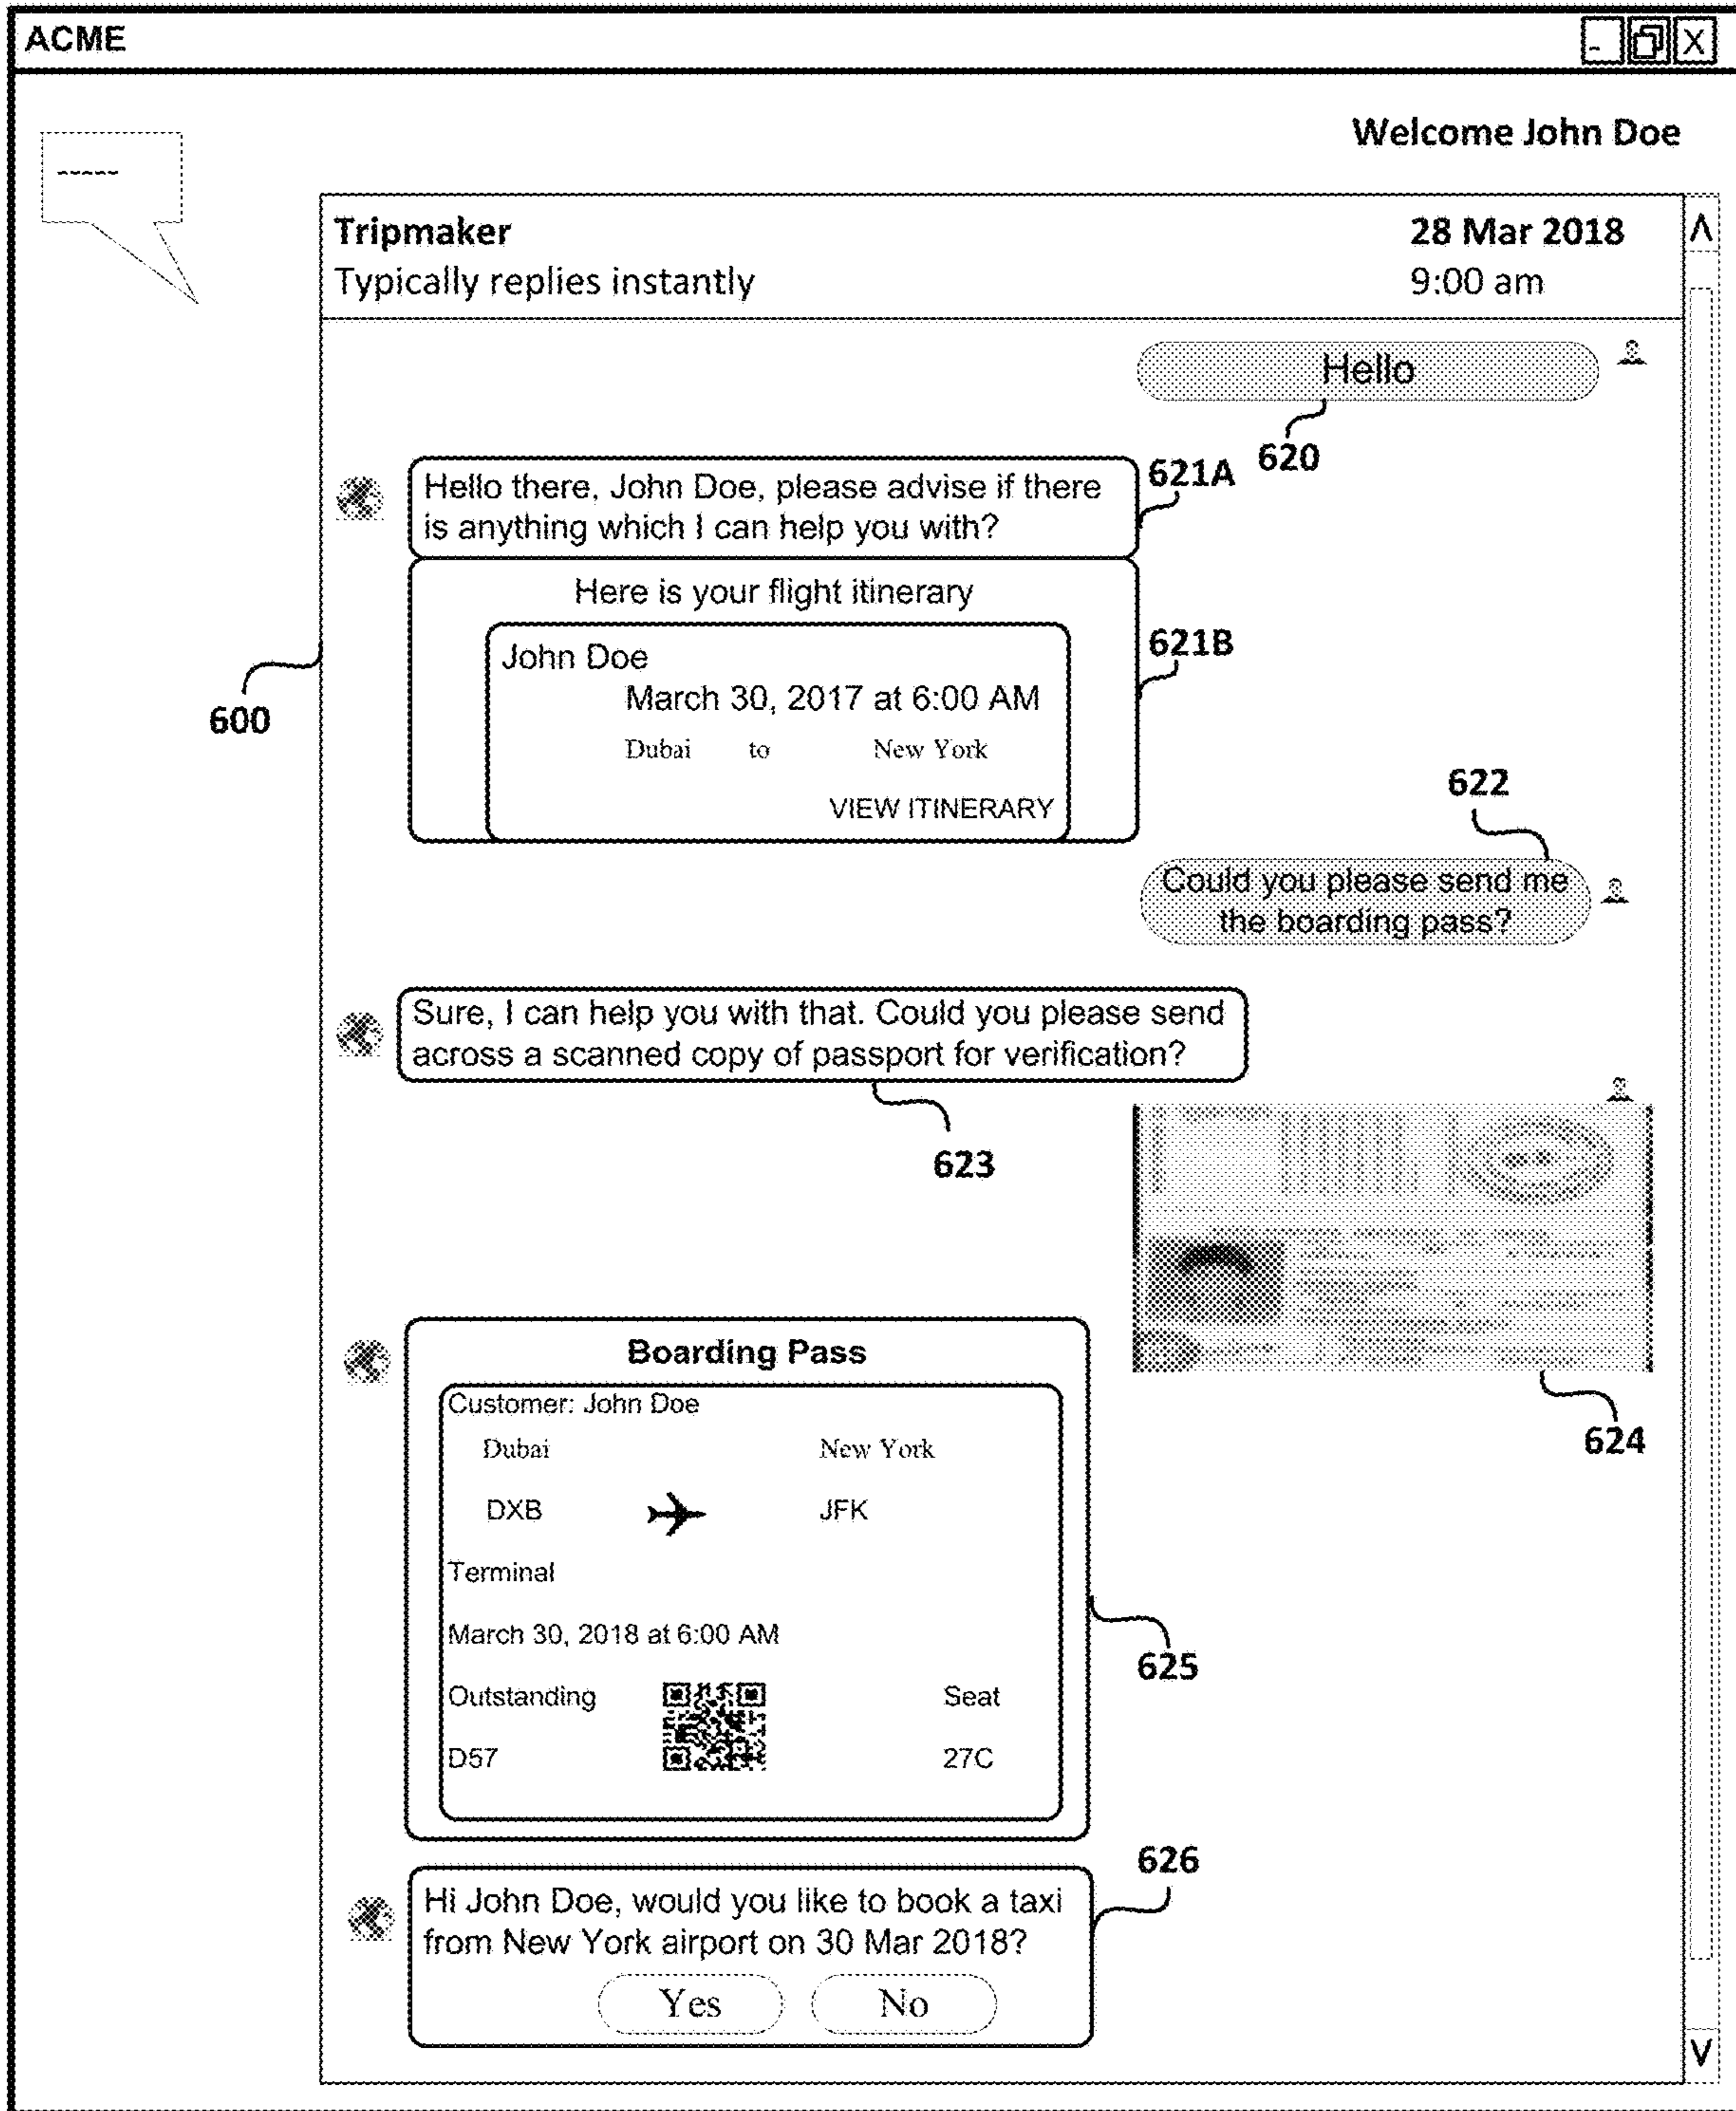 ACME
- X
Welcome John Doe
-----
Tripmaker
28 Mar 2018
Typically replies instantly
9:00 am
Hello
620
Hello there, John Doe, please advise if there
is anything which I can help you with?
621A
Here is your flight itinerary
John Doe
March 30, 2017 at 6:00 AM
Dubai to New York
VIEW ITINERARY
621B
600
622
Could you please send me
the boarding pass?
Sure, I can help you with that. Could you please send
across a scanned copy of passport for verification?
623
624
Boarding Pass
Customer: John Doe
Dubai New York
DXB JFK
Terminal
March 30, 2018 at 6:00 AM
Outstanding Seat
D57 27C
625
626
Hi John Doe, would you like to book a taxi
from New York airport on 30 Mar 2018?
Yes No